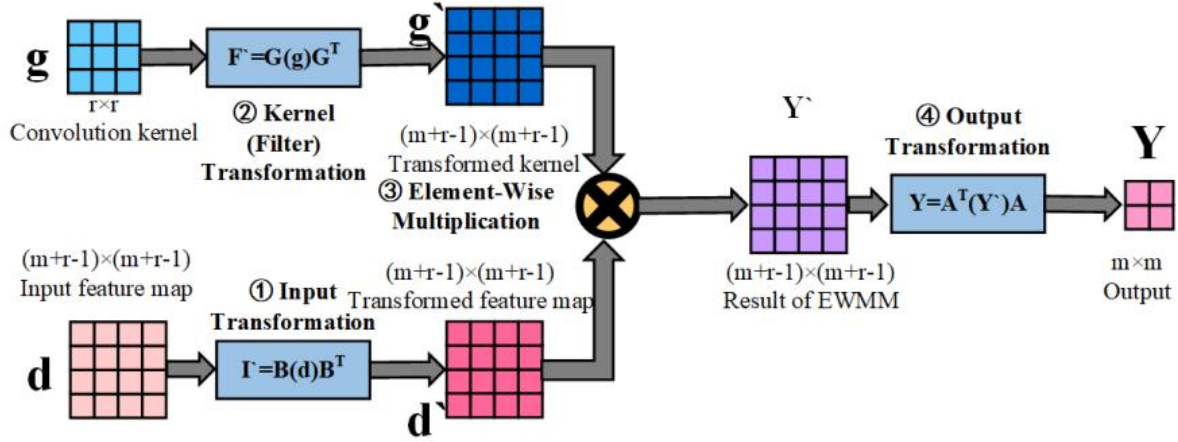 g
r×r
Convolution kernel
F`=G(g)G^T
② Kernel
(Filter)
Transformation
g`
(m+r-1)×(m+r-1)
Transformed kernel
③ Element-Wise
Multiplication
(m+r-1)×(m+r-1)
Input feature map
d
① Input
Transformation
I`=B(d)B^T
(m+r-1)×(m+r-1)
Transformed feature map
d`
Y`
(m+r-1)×(m+r-1)
Result of EWMM
④ Output
Transformation
Y=A^T(Y`)A
Y
m×m
Output